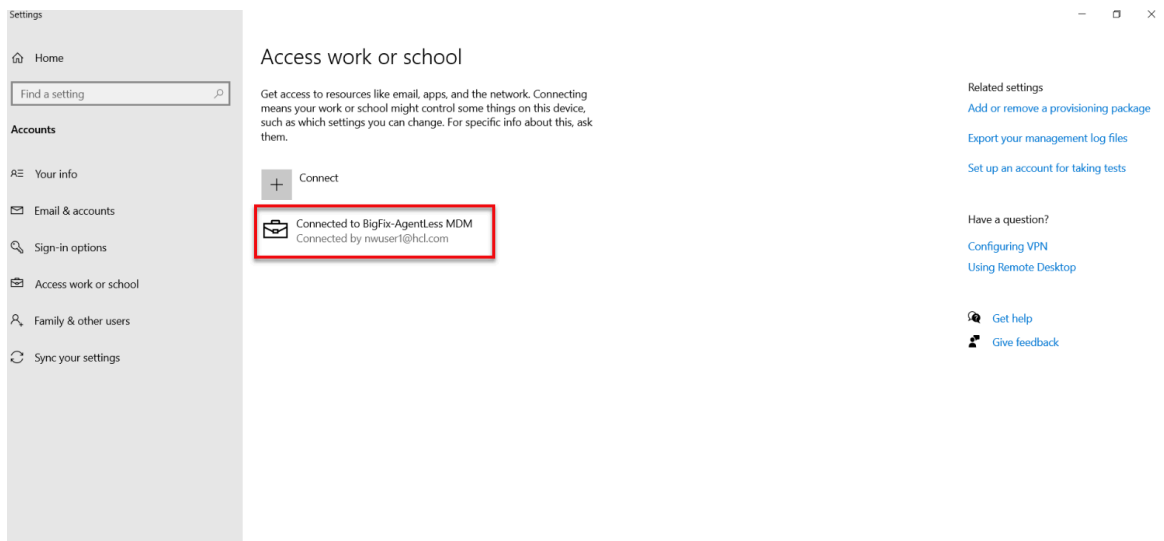 Settings
Home
Find a setting
Accounts
Your info
Email & accounts
Sign-in options
Access work or school
Family & other users
Sync your settings
Access work or school
Get access to resources like email, apps, and the network. Connecting
means your work or school might control some things on this device,
such as which settings you can change. For specific info about this, ask
them.
Connect
Connected to BigFix-AgentLess MDM
Connected by nwuser1@hcl.com
Related settings
Add or remove a provisioning package
Export your management log files
Set up an account for taking tests
Have a question?
Configuring VPN
Using Remote Desktop
Get help
Give feedback